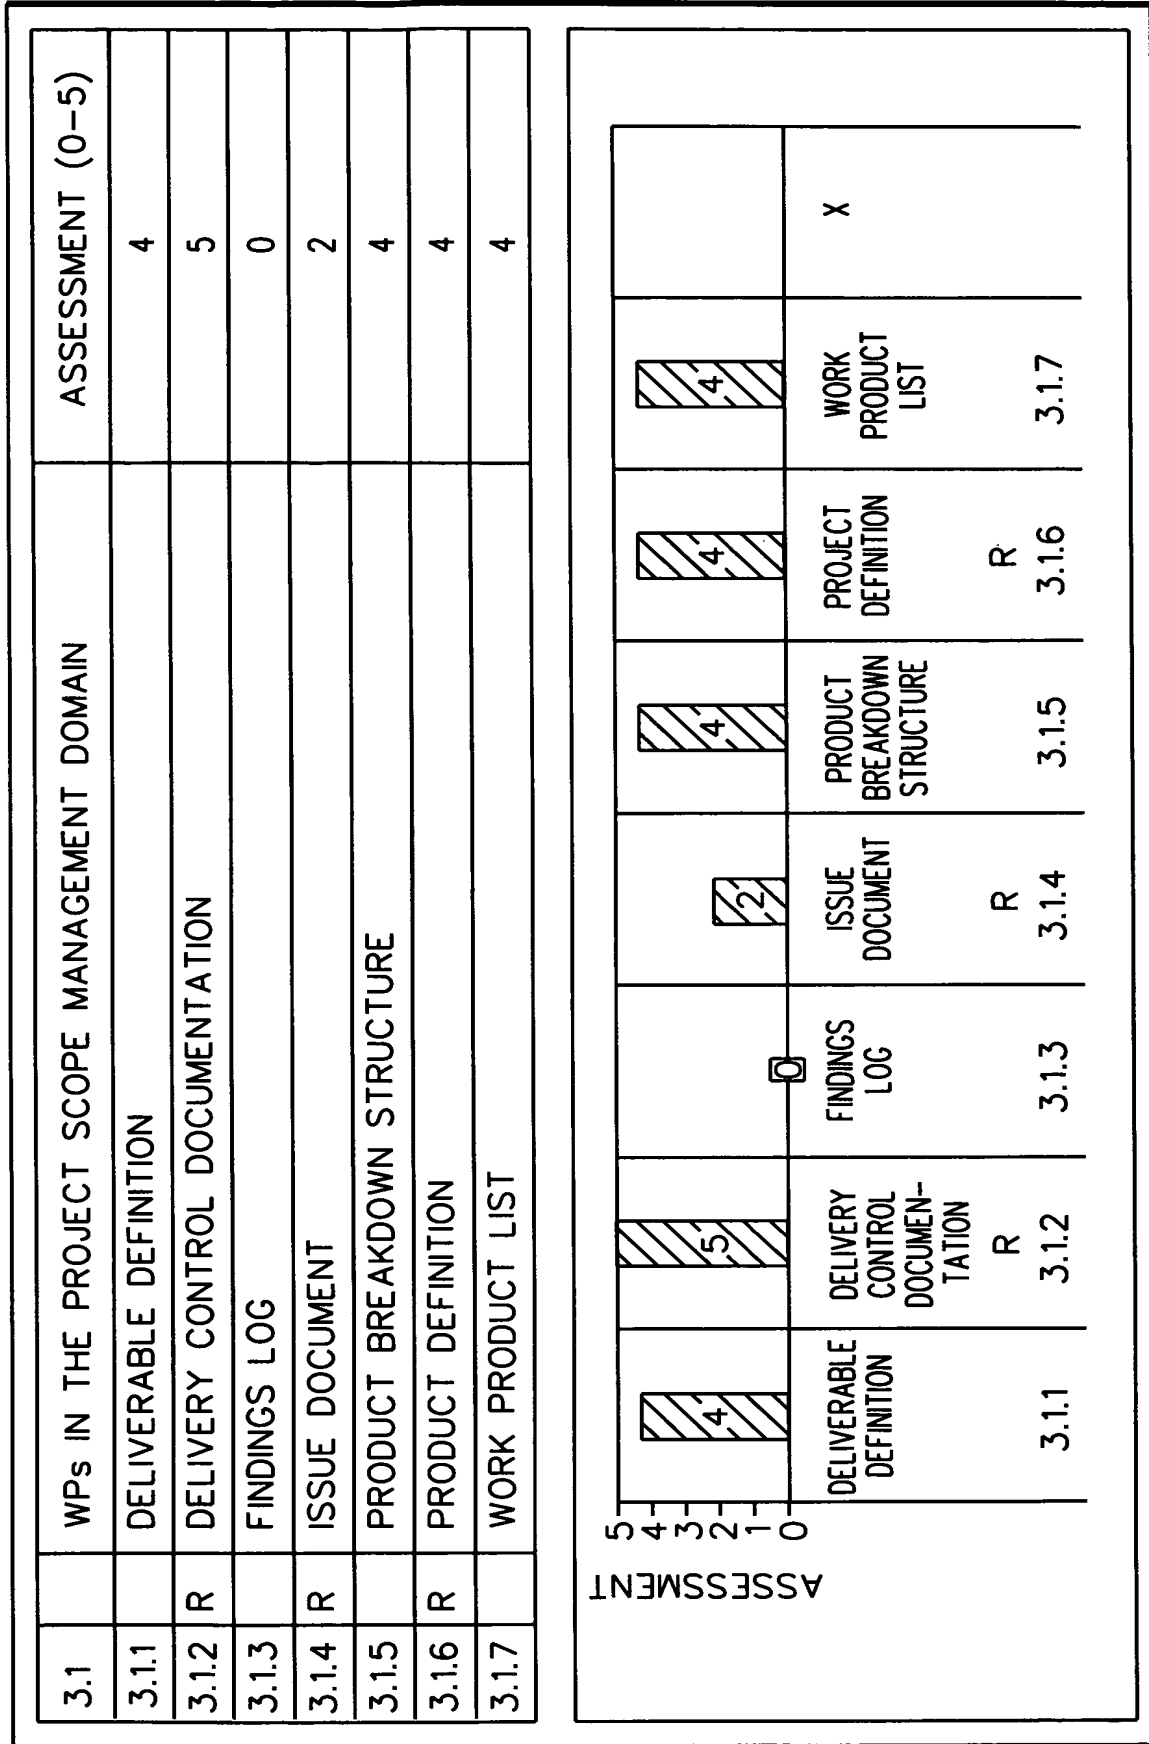 3.1 WPs IN THE PROJECT SCOPE MANAGEMENT DOMAIN ASSESSMENT (0-5)
3.1.1 DELIVERABLE DEFINITION 4
3.1.2 R DELIVERY CONTROL DOCUMENTATION 5
3.1.3 FINDINGS LOG 0
3.1.4 R ISSUE DOCUMENT 2
3.1.5 PRODUCT BREAKDOWN STRUCTURE 4
3.1.6 R PRODUCT DEFINITION 4
3.1.7 WORK PRODUCT LIST 4
ASSESSMENT
5
4
3
2
1
0
4
5
0
2
4
4
4
DELIVERABLE
DEFINITION
3.1.1
DELIVERY
CONTROL
DOCUMEN-
TATION
R
3.1.2
FINDINGS
LOG
3.1.3
ISSUE
DOCUMENT
R
3.1.4
PRODUCT
BREAKDOWN
STRUCTURE
3.1.5
PROJECT
DEFINITION
R
3.1.6
WORK
PRODUCT
LIST
3.1.7
X